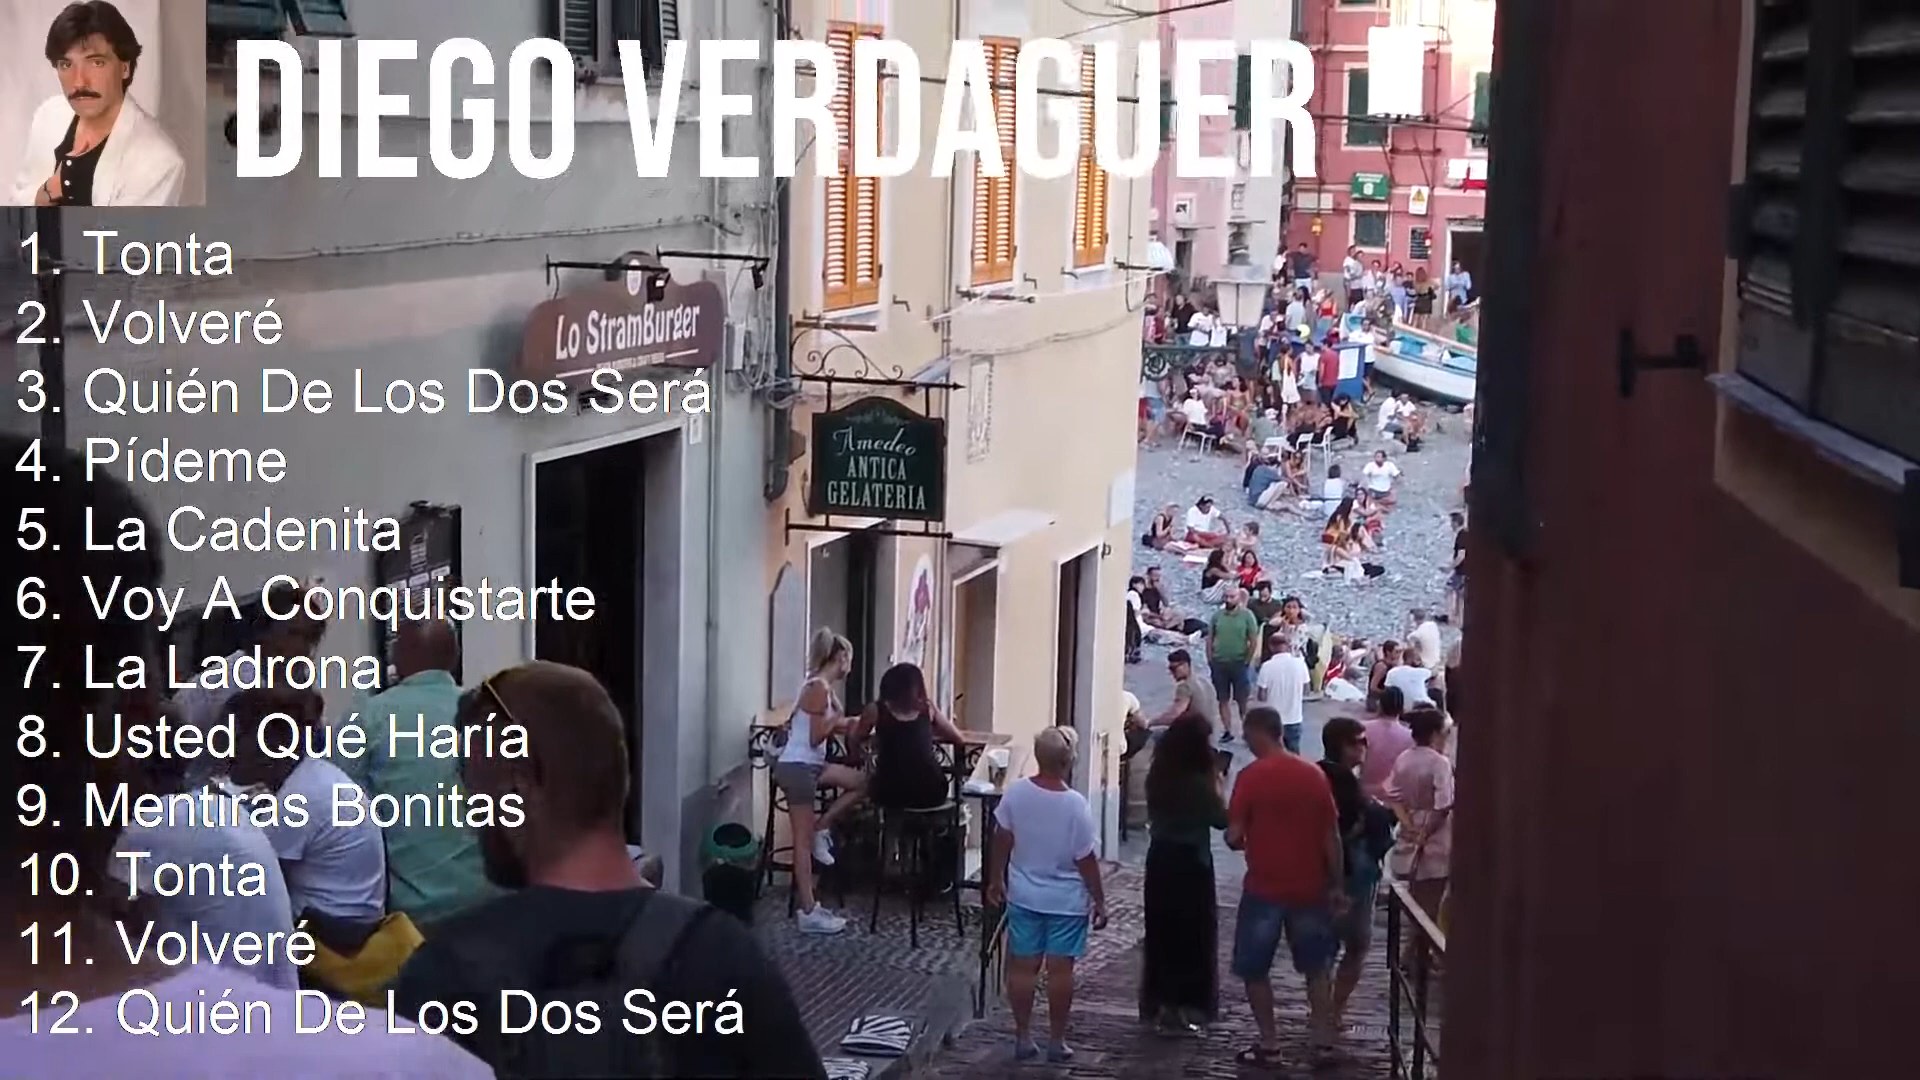 DIEGO VERDAGUER
1. Tonta
2. Volveré
3. Quién De Los Dos Será
4. Pídeme
5. La Cadenita
6. Voy A Conquistarte
7. La Ladrona
8. Usted Qué Haría
9. Mentiras Bonitas
10. Tonta
11. Volveré
12. Quién De Los Dos Será
Lo StramBurger
Amedeo
ANTICA
GELATERIA